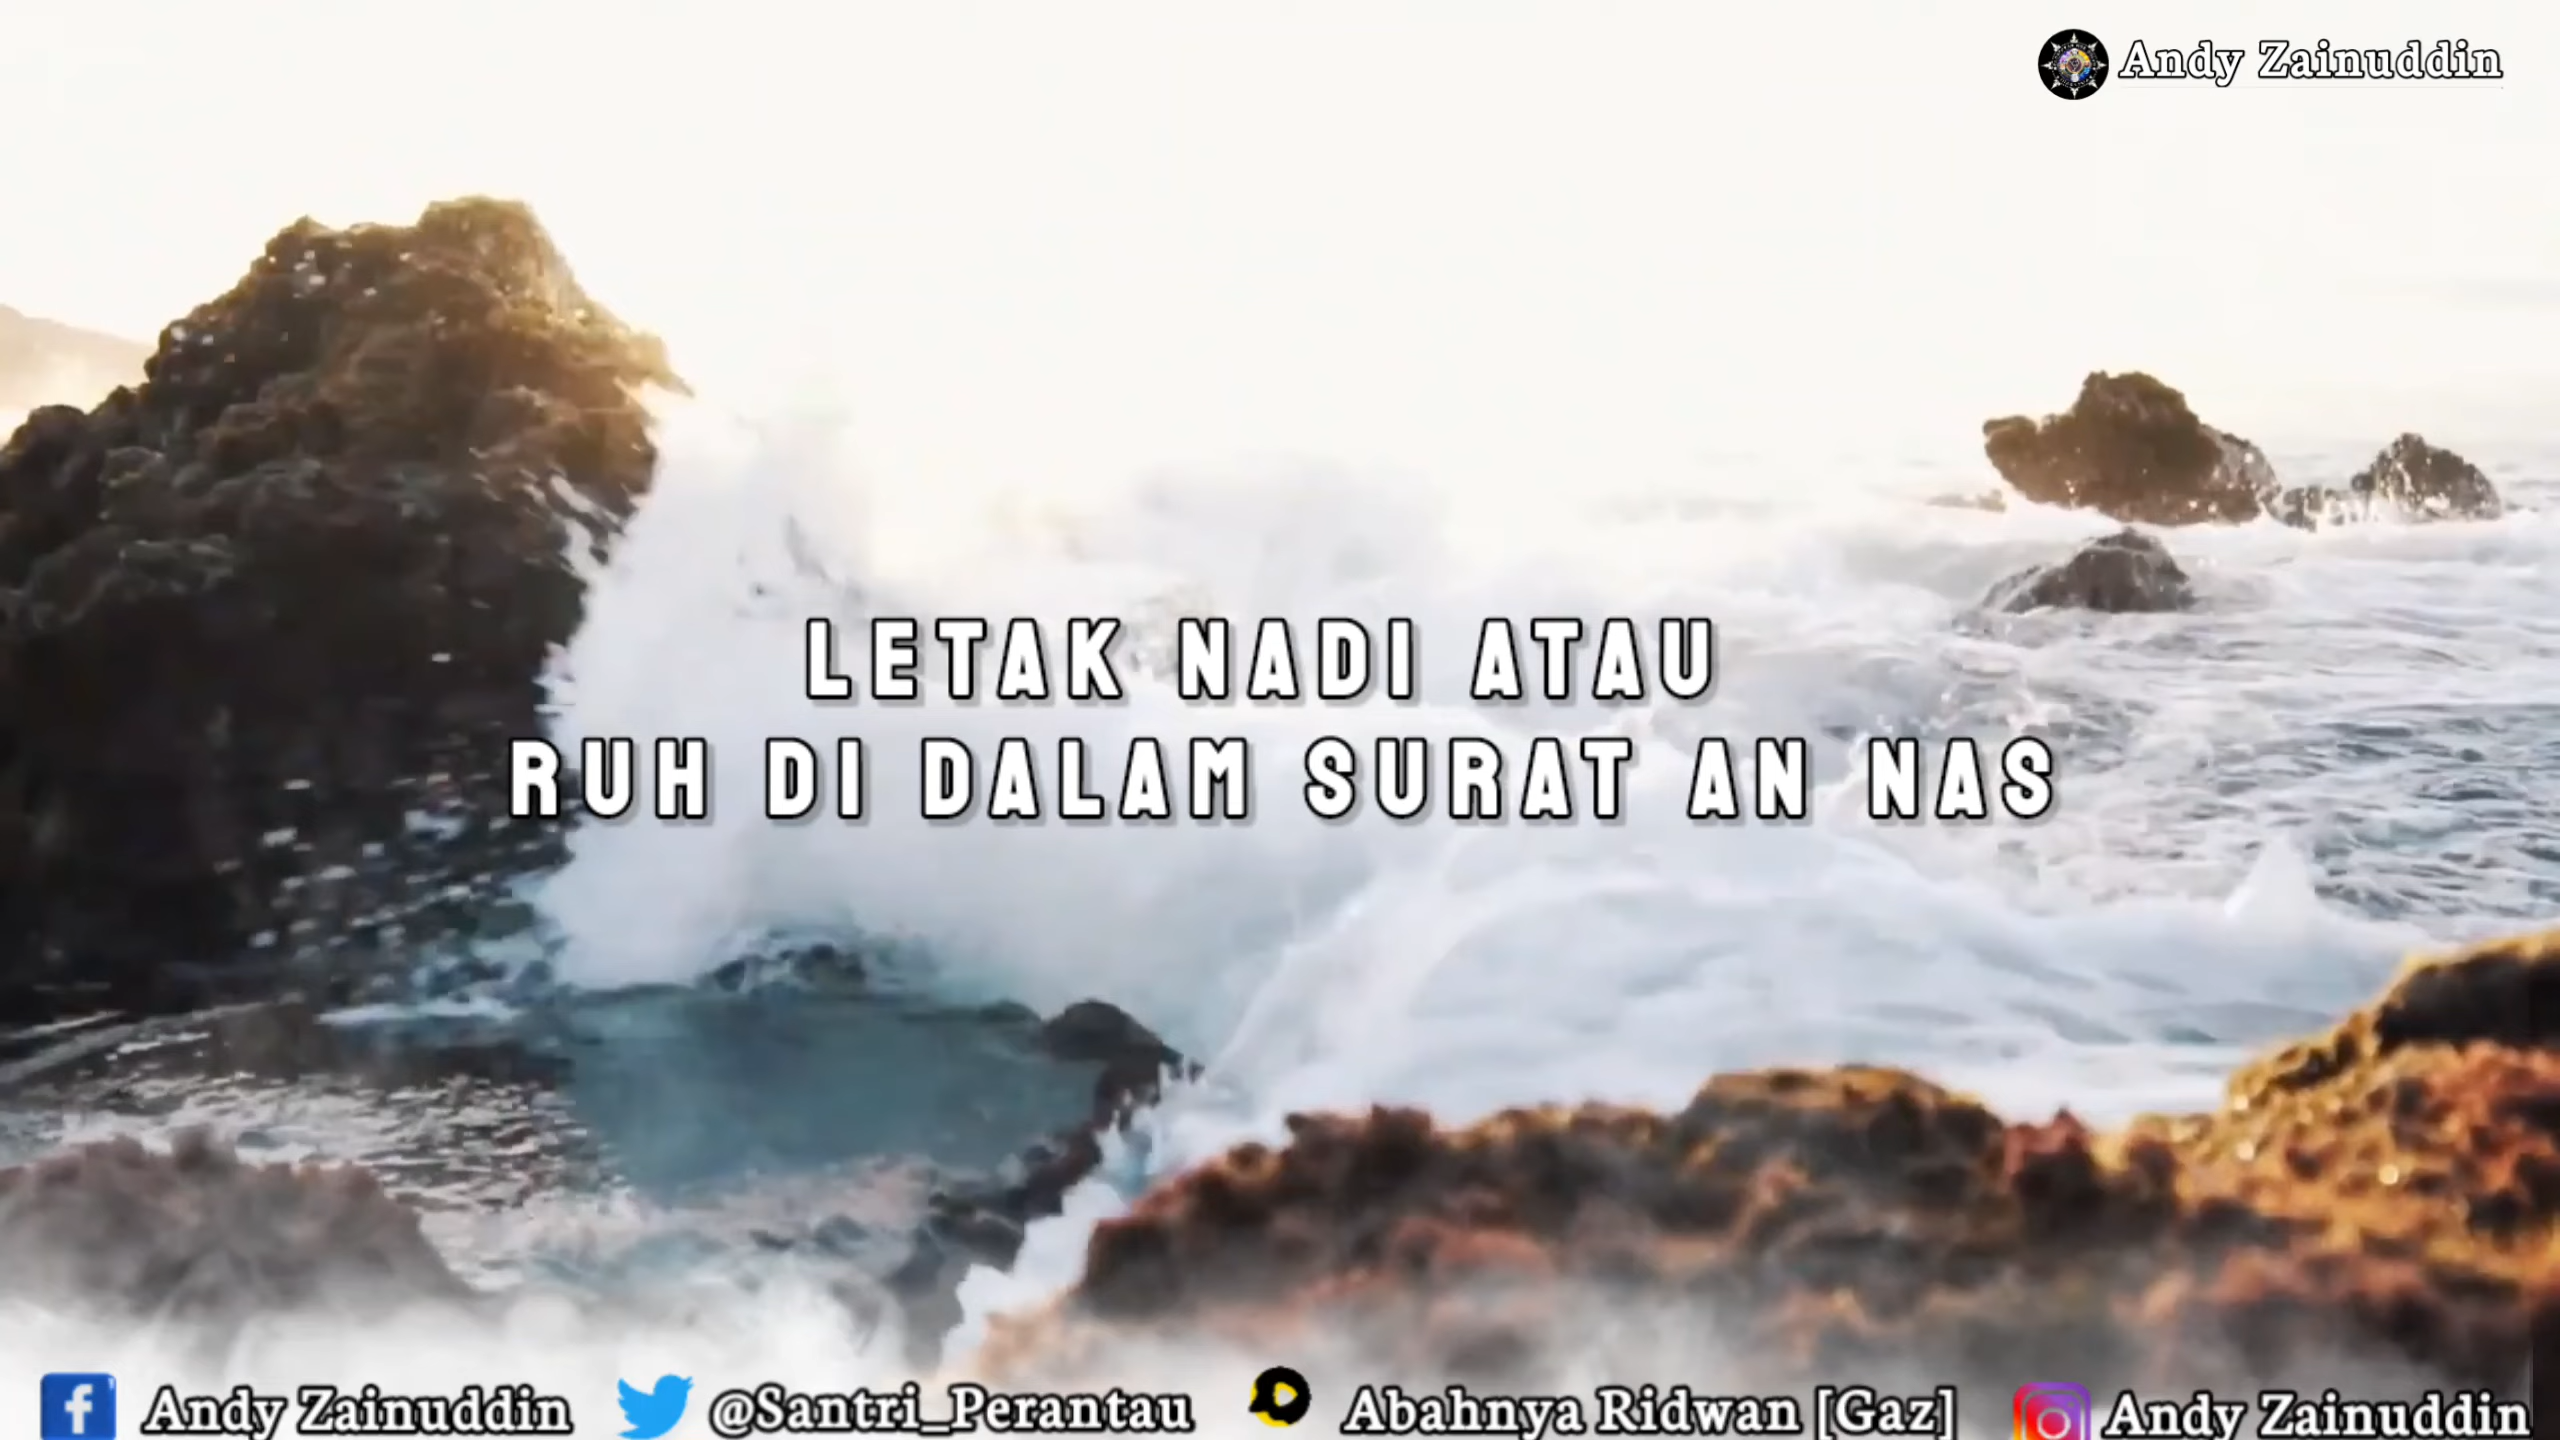 Andy Zainuddin
LETAK NADI ATAU
RUH DI DALAM SURAT AN NAS
Andy Zainuddin
@Santri_Perantau
Abahnya Ridwan [Gaz]
Andy Zainuddin